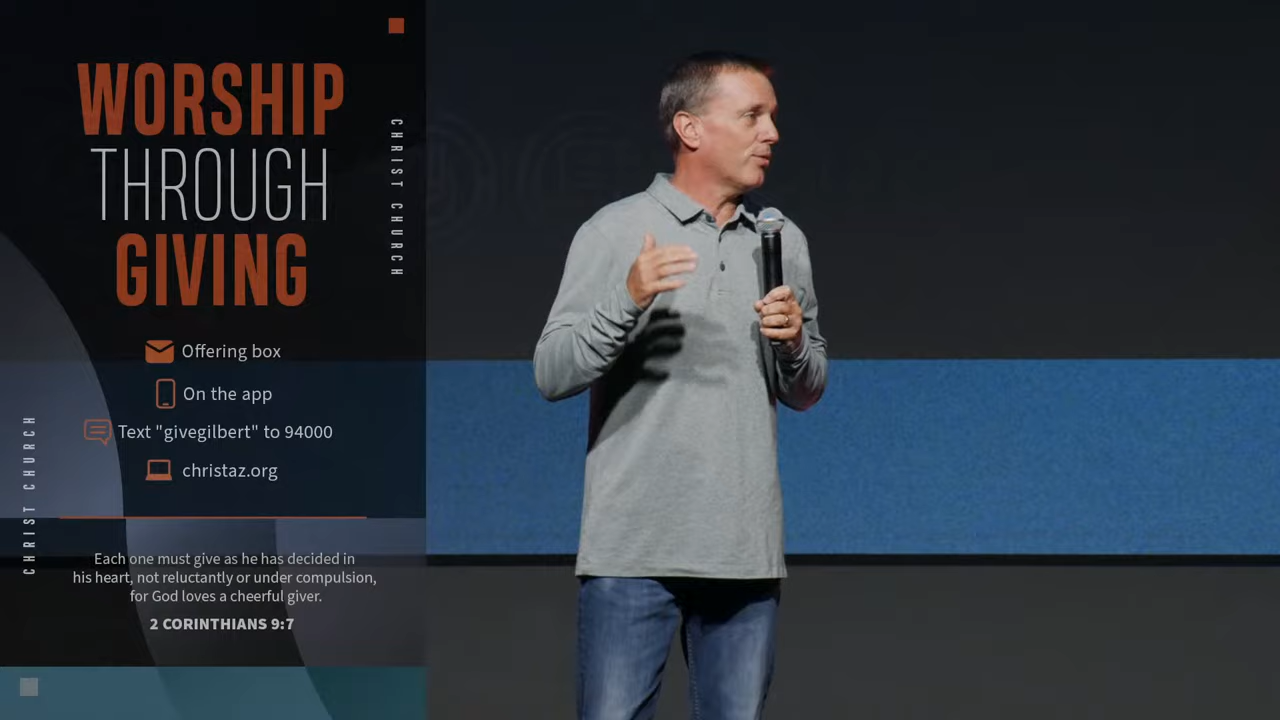 WORSHIP
THROUGH
GIVING
CHRIST CHURCH
Offering box
On the app
Text "givegilbert" to 94000
christaz.org
CHRIST CHURCH
Each one must give as he has decided in
his heart, not reluctantly or under compulsion,
for God loves a cheerful giver.
2 CORINTHIANS 9:7